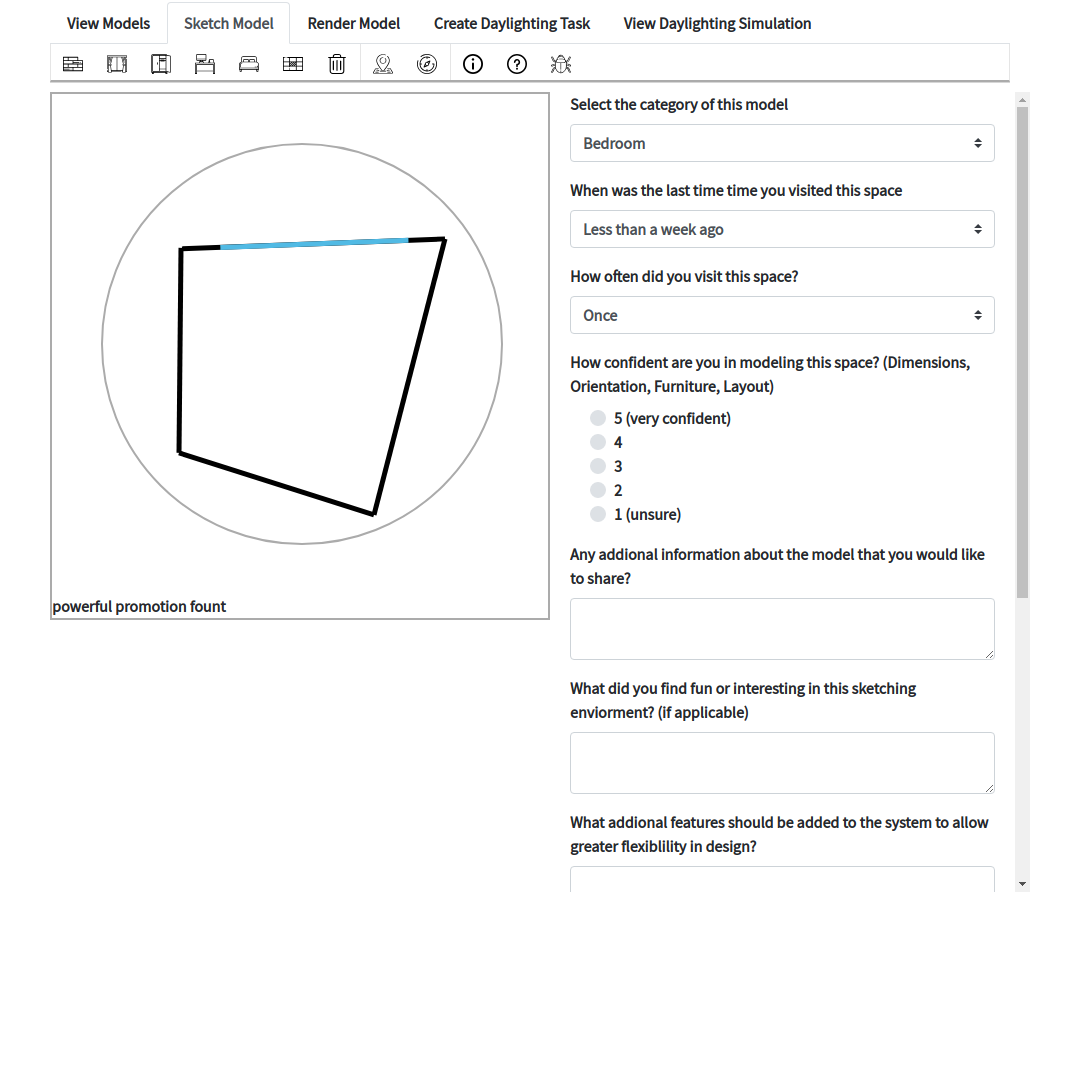 View Models Sketch Model Render Model Create Daylighting Task View Daylighting Simulation
powerful promotion fount
Select the category of this model
Bedroom
When was the last time time you visited this space
Less than a week ago
How often did you visit this space?
Once
How confident are you in modeling this space? (Dimensions,
Orientation, Furniture, Layout)
5 (very confident)
4
3
2
1 (unsure)
Any addional information about the model that you would like
to share?
What did you find fun or interesting in this sketching
enviorment? (if applicable)
What addional features should be added to the system to allow
greater flexiblility in design?